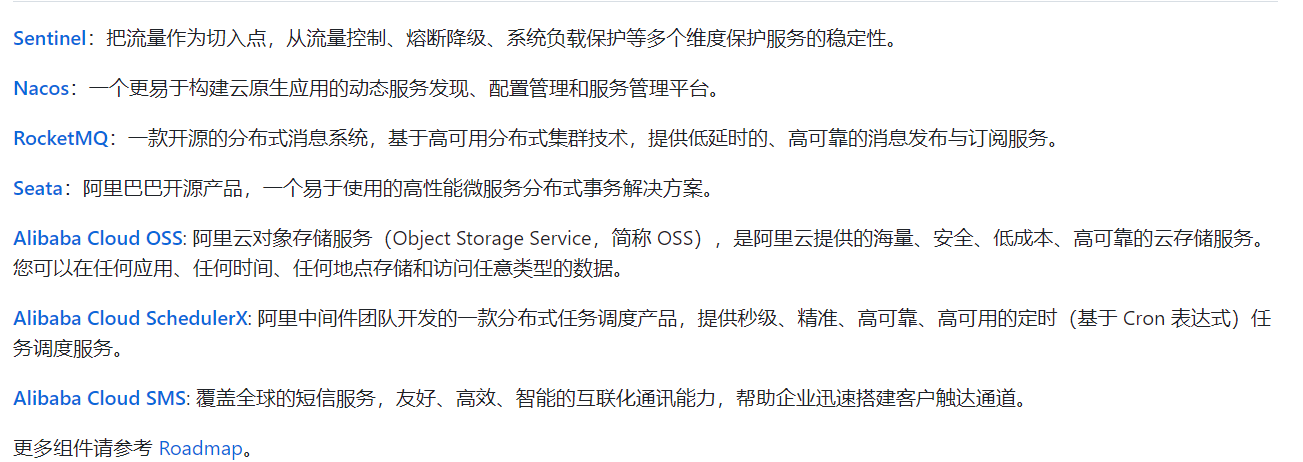 Sentinel：把流量作为切入点，从流量控制、熔断降级、系统负载保护等多个维度保护服务的稳定性。
Nacos：一个更易于构建云原生应用的动态服务发现、配置管理和服务管理平台。
RocketMQ：一款开源的分布式消息系统，基于高可用分布式集群技术，提供低延时的、高可靠的消息发布与订阅服务。
Seata：阿里巴巴开源产品，一个易于使用的高性能微服务分布式事务解决方案。
Alibaba Cloud OSS: 阿里云对象存储服务（Object Storage Service，简称 OSS），是阿里云提供的海量、安全、低成本、高可靠的云存储服务。
您可以在任何应用、任何时间、任何地点存储和访问任意类型的数据。
Alibaba Cloud SchedulerX: 阿里中间件团队开发的一款分布式任务调度产品，提供秒级、精准、高可靠、高可用的定时（基于 Cron 表达式）任
务调度服务。
Alibaba Cloud SMS: 覆盖全球的短信服务，友好、高效、智能的互联化通讯能力，帮助企业迅速搭建客户触达通道。
更多组件请参考 Roadmap。